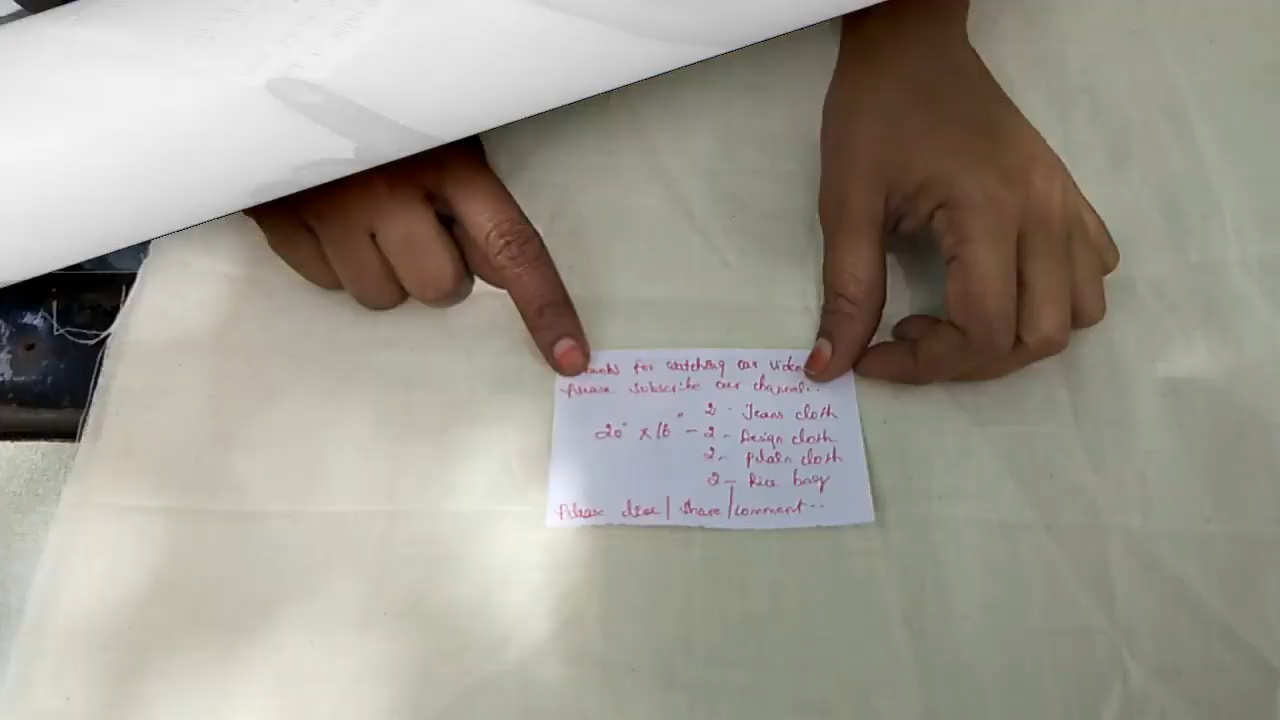 Thanks for watching our video
Please subscribe our channel..
" 2 - Jeans cloth
20" x 16 - 2 - Design cloth
2 - Plain cloth
2 - Rice bag
Please like | share | comment..